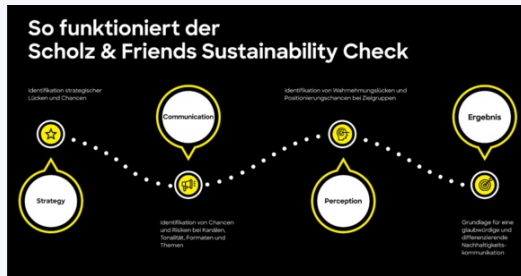 So funktioniert der
Scholz & Friends Sustainability Check
Identifikation strategischer
Lücken und Chancen
Communication
Identifikation von Wahrnehmungslücken und
Positionierungschancen bei Zielgruppen
Ergebnis
Strategy
Identifikation von Chancen
und Risiken bei Kanälen,
Tonalität, Formaten und
Themen
Perception
Grundlage für eine
glaubwürdige und
differenzierende
Nachhaltigkeits-
kommunikation